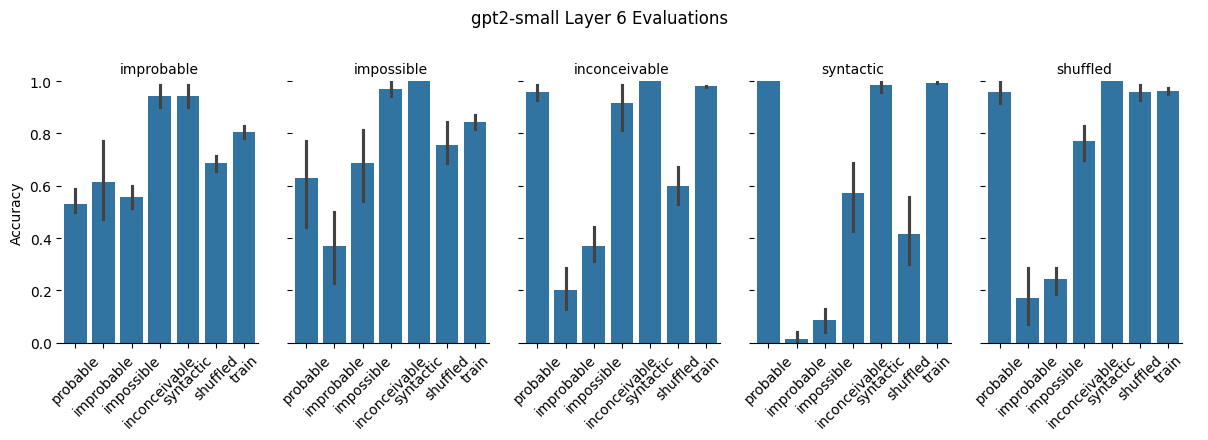 gpt2-small Layer 6 Evaluations
improbable
impossible
inconceivable
syntactic
shuffled
Accuracy
1.0
0.8
0.6
0.4
0.2
0.0
probable improbable impossible inconceivable syntactic shuffled train
probable improbable impossible inconceivable syntactic shuffled train
probable improbable impossible inconceivable syntactic shuffled train
probable improbable impossible inconceivable syntactic shuffled train
probable improbable impossible inconceivable syntactic shuffled train